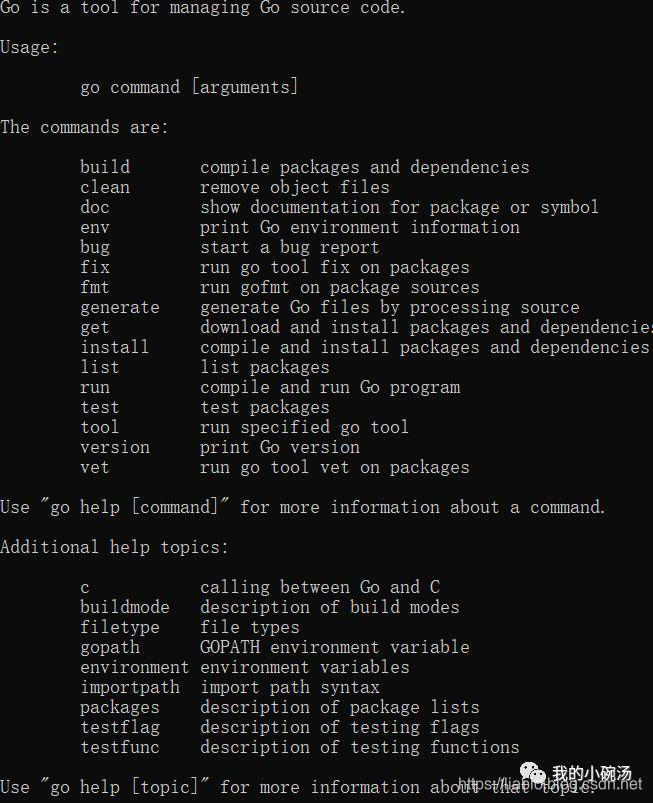 Go is a tool for managing Go source code.
Usage:
go command [arguments]
The commands are:
build compile packages and dependencies
clean remove object files
doc show documentation for package or symbol
env print Go environment information
bug start a bug report
fix run go tool fix on packages
fmt run gofmt on package sources
generate generate Go files by processing source
get download and install packages and dependencies
install compile and install packages and dependencies
list list packages
run compile and run Go program
test test packages
tool run specified go tool
version print Go version
vet run go tool vet on packages
Use "go help [command]" for more information about a command.
Additional help topics:
c calling between Go and C
buildmode description of build modes
filetype file types
gopath GOPATH environment variable
environment environment variables
importpath import path syntax
packages description of package lists
testflag description of testing flags
testfunc description of testing functions
我的小碗汤
Use "go help [topic]" for more information about that topic.